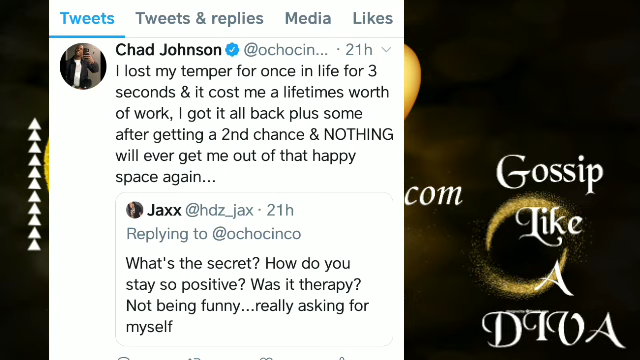 Tweets Tweets & replies Media Likes
Chad Johnson @ochocin... · 21h
I lost my temper for once in life for 3
seconds & it cost me a lifetimes worth
of work, I got it all back plus some
after getting a 2nd chance & NOTHING
will ever get me out of that happy
space again...
Jaxx @hdz_jax · 21h
Replying to @ochocinco
What's the secret? How do you
stay so positive? Was it therapy?
Not being funny...really asking for
myself
com
Gossip
Like
A
DIVA